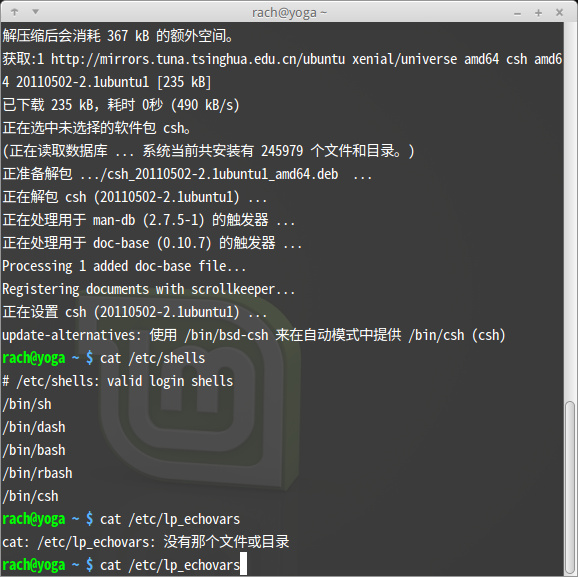 rach@yoga ~
解压缩后会消耗 367 kB 的额外空间。
获取:1 http://mirrors.tuna.tsinghua.edu.cn/ubuntu xenial/universe amd64 csh amd6
4 20110502-2.1ubuntu1 [235 kB]
已下载 235 kB，耗时 0秒 (490 kB/s)
正在选中未选择的软件包 csh。
(正在读取数据库 ... 系统当前共安装有 245979 个文件和目录。)
正准备解包 .../csh_20110502-2.1ubuntu1_amd64.deb  ...
正在解包 csh (20110502-2.1ubuntu1) ...
正在处理用于 man-db (2.7.5-1) 的触发器 ...
正在处理用于 doc-base (0.10.7) 的触发器 ...
Processing 1 added doc-base file...
Registering documents with scrollkeeper...
正在设置 csh (20110502-2.1ubuntu1) ...
update-alternatives: 使用 /bin/bsd-csh 来在自动模式中提供 /bin/csh (csh)
rach@yoga ~ $ cat /etc/shells
# /etc/shells: valid login shells
/bin/sh
/bin/dash
/bin/bash
/bin/rbash
/bin/csh
rach@yoga ~ $ cat /etc/lp_echovars
cat: /etc/lp_echovars: 没有那个文件或目录
rach@yoga ~ $ cat /etc/lp_echovars